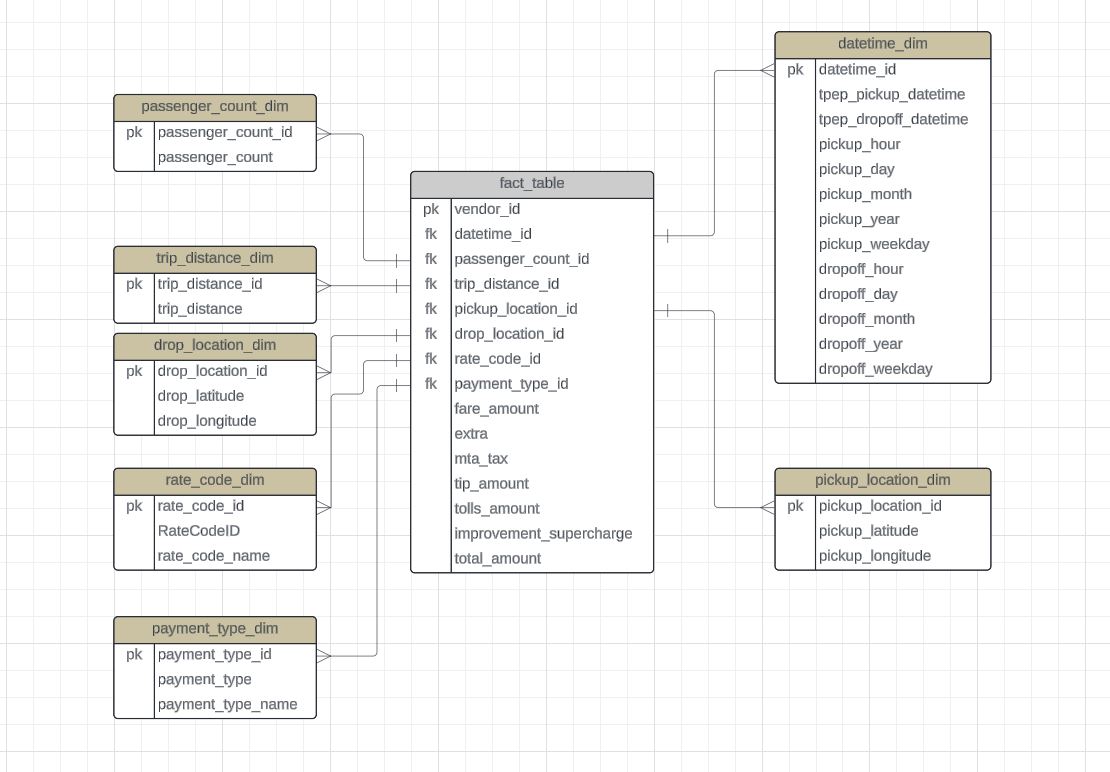 passenger_count_dim
pk passenger_count_id
passenger_count
trip_distance_dim
pk trip_distance_id
trip_distance
drop_location_dim
pk drop_location_id
drop_latitude
drop_longitude
rate_code_dim
pk rate_code_id
RateCodeID
rate_code_name
payment_type_dim
pk payment_type_id
payment_type
payment_type_name
fact_table
pk vendor_id
fk datetime_id
fk passenger_count_id
fk trip_distance_id
fk pickup_location_id
fk drop_location_id
fk rate_code_id
fk payment_type_id
fare_amount
extra
mta_tax
tip_amount
tolls_amount
improvement_supercharge
total_amount
datetime_dim
pk datetime_id
tpep_pickup_datetime
tpep_dropoff_datetime
pickup_hour
pickup_day
pickup_month
pickup_year
pickup_weekday
dropoff_hour
dropoff_day
dropoff_month
dropoff_year
dropoff_weekday
pickup_location_dim
pk pickup_location_id
pickup_latitude
pickup_longitude